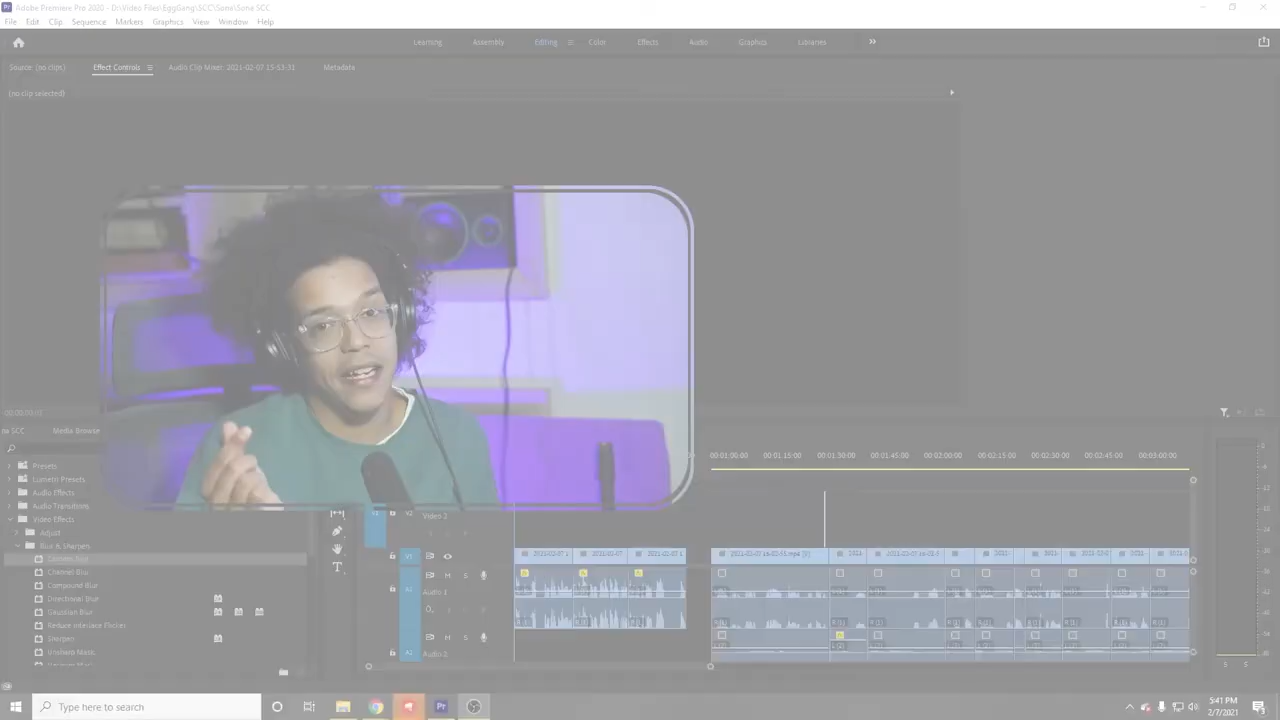 Adobe Premiere Pro 2020 - D:\Video Files\EggGang\SCC\Sona\Sona SCC
File Edit Clip Sequence Markers Graphics View Window Help
Learning Assembly Editing Color Effects Audio Graphics Libraries
Source: (no clips) Effect Controls Audio Clip Mixer: 2021-02-07 15-53-31 Metadata
(no clip selected)
SCC Media Browse
Presets
Lumetri Presets
Audio Effects
Audio Transitions
Video Effects
Adjust
Blur & Sharpen
Camera Blur
Channel Blur
Compound Blur
Directional Blur
Gaussian Blur
Reduce Interlace Flicker
Sharpen
Unsharp Mask
00:01:00:00 00:01:15:00 00:01:30:00 00:01:45:00 00:02:00:00 00:02:15:00 00:02:30:00 00:02:45:00 00:03:00:00
V2 Video 2
V1
A1 M S Audio 1
A2 M S Audio 2
S S
Type here to search
5:41 PM
2/7/2021